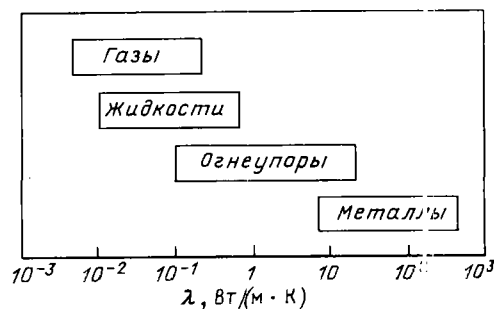 Газы
Жидкости
Огнеупоры
Металлы
10⁻³ 10⁻² 10⁻¹ 1 10 10³
λ, Вт/(м·К)